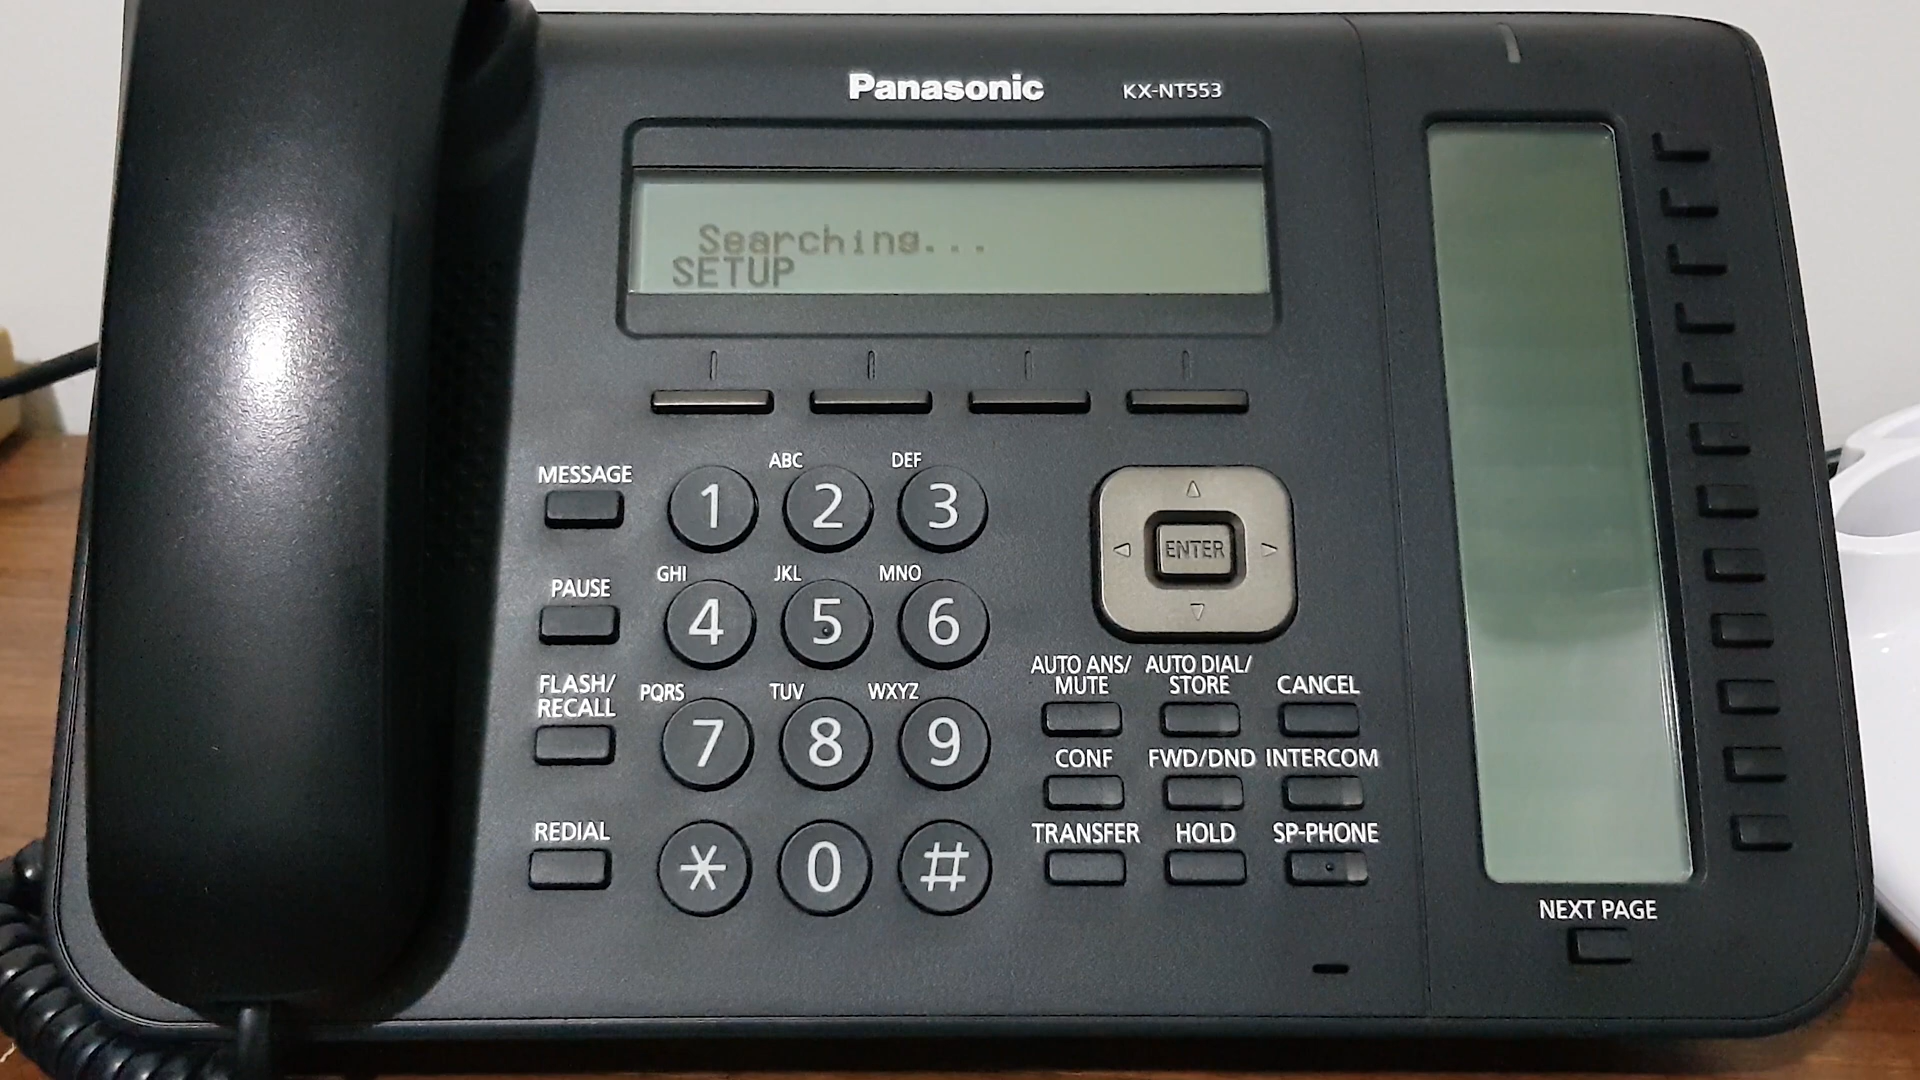 Panasonic
KX-NT553
Searching...
SETUP
MESSAGE
PAUSE
FLASH/
RECALL
REDIAL
1
ABC
2
DEF
3
GHI
4
JKL
5
MNO
6
PQRS
7
TUV
8
WXYZ
9
*
0
#
ENTER
AUTO ANS/
MUTE
AUTO DIAL/
STORE
CANCEL
CONF
FWD/DND
INTERCOM
TRANSFER
HOLD
SP-PHONE
NEXT PAGE